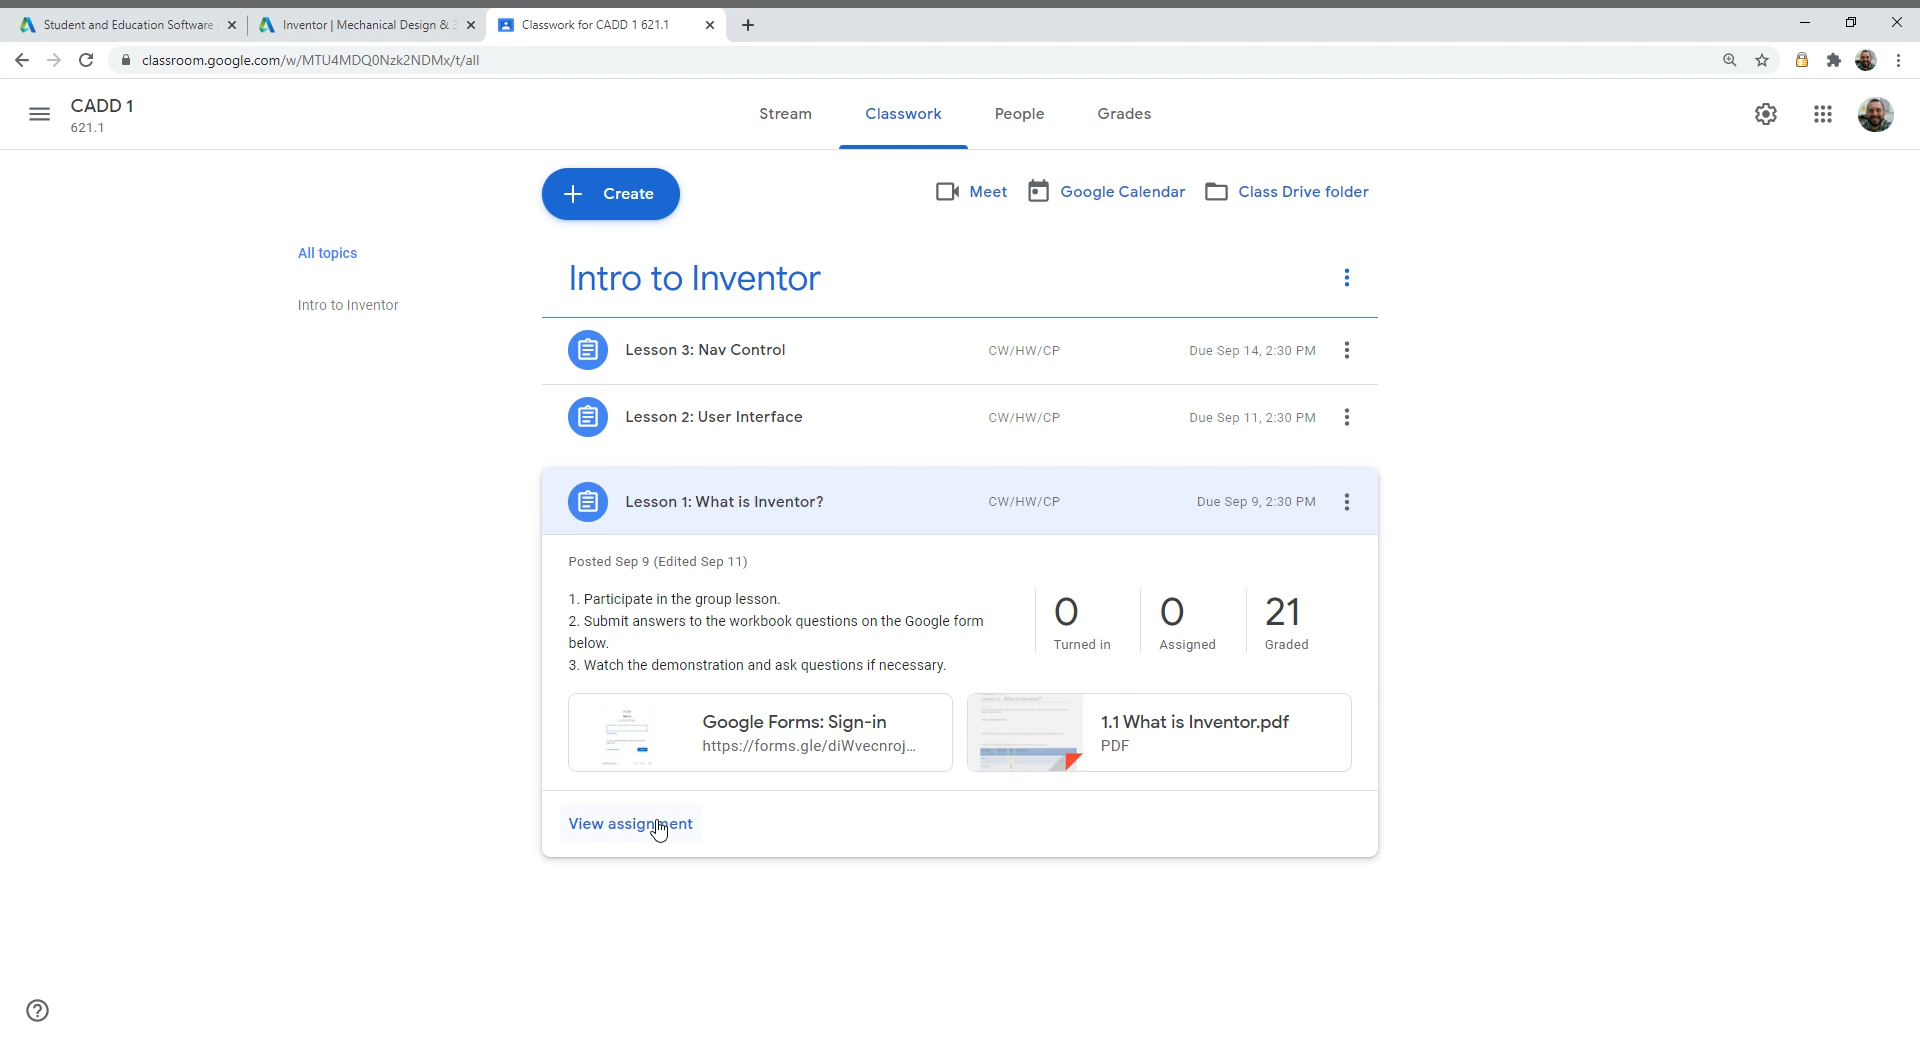 Student and Education Software
Inventor | Mechanical Design & 3
Classwork for CADD 1 621.1
classroom.google.com/w/MTU4MDQ0Nzk2NDMx/t/all
CADD 1
621.1
Stream
Classwork
People
Grades
Create
Meet
Google Calendar
Class Drive folder
All topics
Intro to Inventor
Intro to Inventor
Lesson 3: Nav Control CW/HW/CP Due Sep 14, 2:30 PM
Lesson 2: User Interface CW/HW/CP Due Sep 11, 2:30 PM
Lesson 1: What is Inventor? CW/HW/CP Due Sep 9, 2:30 PM
Posted Sep 9 (Edited Sep 11)
1. Participate in the group lesson.
2. Submit answers to the workbook questions on the Google form
below.
3. Watch the demonstration and ask questions if necessary.
0
Turned in
0
Assigned
21
Graded
Google Forms: Sign-in
https://forms.gle/diWvecnroj...
1.1 What is Inventor.pdf
PDF
View assignment